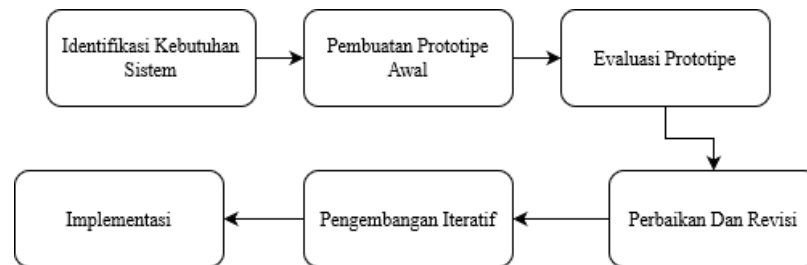 Identifikasi Kebutuhan
Sistem
Pembuatan Prototipe
Awal
Evaluasi Prototipe
Perbaikan Dan Revisi
Pengembangan Iteratif
Implementasi